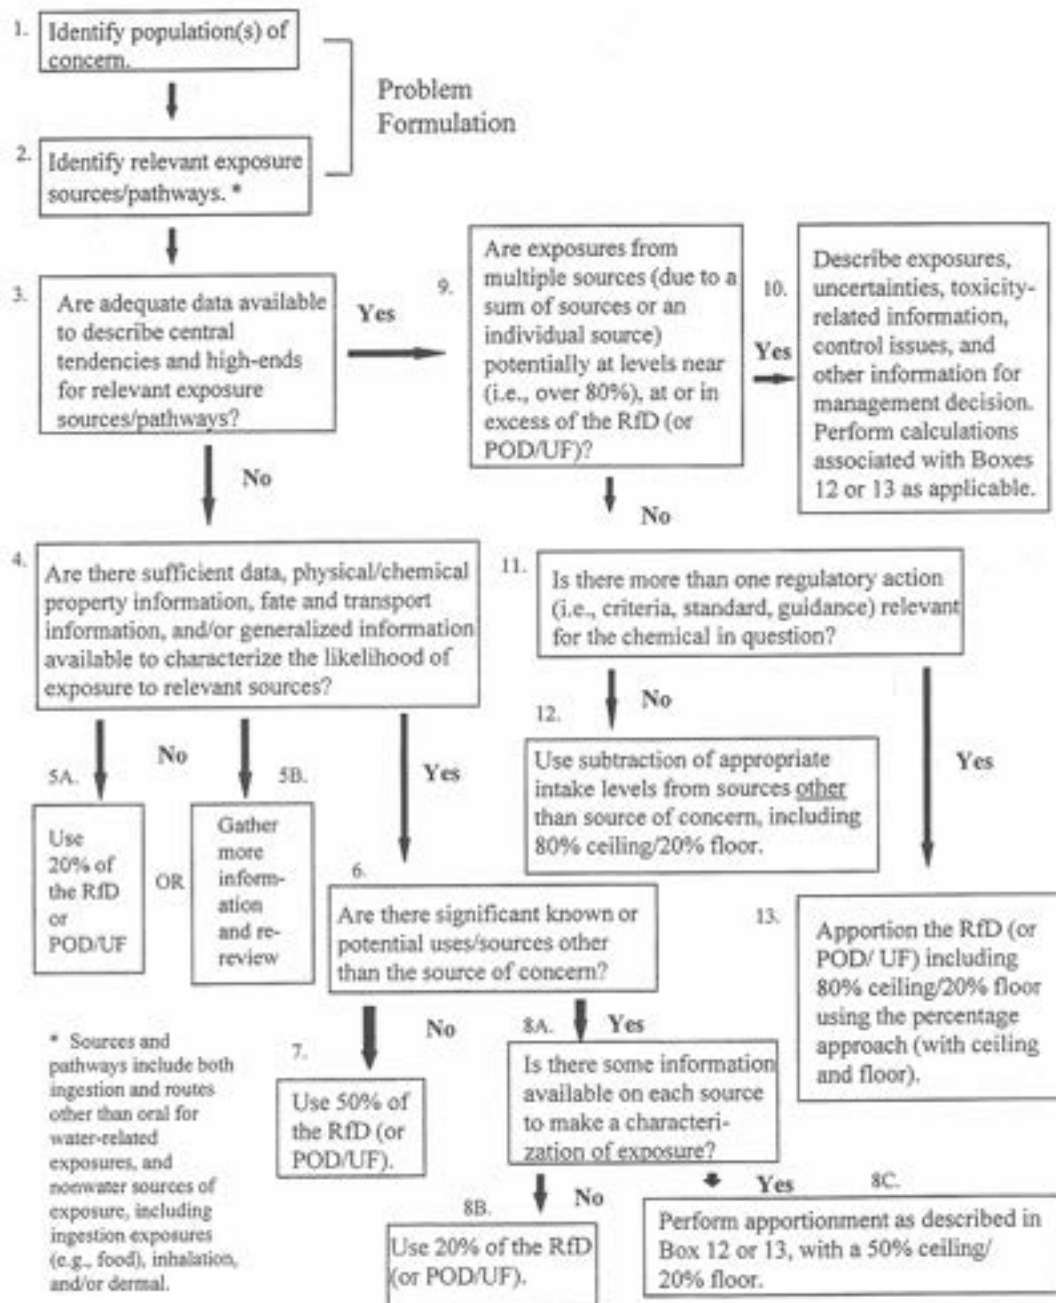 1.
Identify population(s) of
concern.
Problem
Formulation
2.
Identify relevant exposure
sources/pathways. *
3.
Are adequate data available
to describe central
tendencies and high-ends
for relevant exposure
sources/pathways?
Yes
No
9.
Are exposures from
multiple sources (due to a
sum of sources or an
individual source)
potentially at levels near
(i.e., over 80%), at or in
excess of the RfD (or
POD/UF)?
Yes
No
10.
Describe exposures,
uncertainties, toxicity-
related information,
control issues, and
other information for
management decision.
Perform calculations
associated with Boxes
12 or 13 as applicable.
4.
Are there sufficient data, physical/chemical
property information, fate and transport
information, and/or generalized information
available to characterize the likelihood of
exposure to relevant sources?
No
Yes
11.
Is there more than one regulatory action
(i.e., criteria, standard, guidance) relevant
for the chemical in question?
No
Yes
5A.
Use
20% of
the RfD
or
POD/UF
OR
5B.
Gather
more
inform-
ation
and re-
review
12.
Use subtraction of appropriate
intake levels from sources other
than source of concern, including
80% ceiling/20% floor.
6.
Are there significant known or
potential uses/sources other
than the source of concern?
No
Yes
13.
Apportion the RfD (or
POD/ UF) including
80% ceiling/20% floor
using the percentage
approach (with ceiling
and floor).
7.
Use 50% of
the RfD (or
POD/UF).
8A.
Is there some information
available on each source
to make a characteri-
zation of exposure?
No
Yes
8B.
Use 20% of the RfD
(or POD/UF).
8C.
Perform apportionment as described in
Box 12 or 13, with a 50% ceiling/
20% floor.
* Sources and
pathways include both
ingestion and routes
other than oral for
water-related
exposures, and
nonwater sources of
exposure, including
ingestion exposures
(e.g., food), inhalation,
and/or dermal.